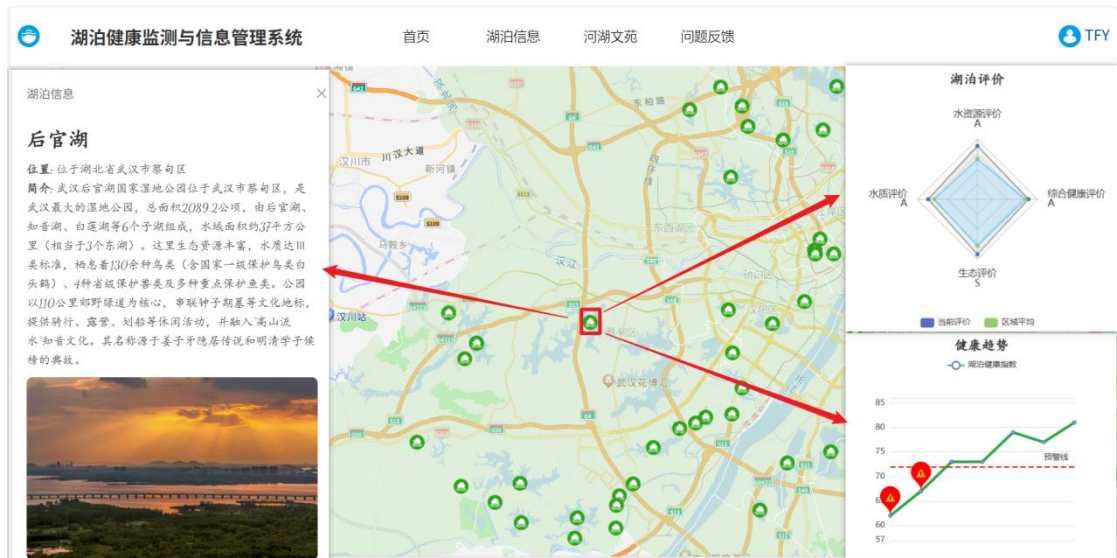 湖泊健康监测与信息管理系统
首页
湖泊信息
河湖文苑
问题反馈
TFY
湖泊信息
后官湖
位置:位于湖北省武汉市蔡甸区
简介:武汉后官湖国家湿地公园位于武汉市蔡甸区，是
武汉最大的湿地公园，总面积2089.2公顷，由后官湖、
知音湖、白莲湖等6个子湖组成，水域面积约37平方公
里（相当于3个东湖）。这里生态资源丰富，水质达III
类标准，栖息着130余种鸟类（含国家一级保护鸟类白
头鹤）、4种省级保护兽类及多种重点保护鱼类。公园
以110公里郊野绿道为核心，串联钟子期墓等文化地标，
提供骑行、露营、划船等休闲活动，并融入"高山流
水"知音文化。其名称源于姜子牙隐居传说和明清学子候
榜的典故。
汉川市
川汉大道
新河镇
马鞍乡
汉川站
汉江
东柏路
东西湖区
硚口区
汉阳区
蔡甸区
武汉花博汇
长江
湖泊评价
水资源评价
A
水质评价
A
综合健康评价
A
生态评价
S
当前评价
区域平均
健康趋势
湖泊健康指数
85
80
75
70
60
57
预警线